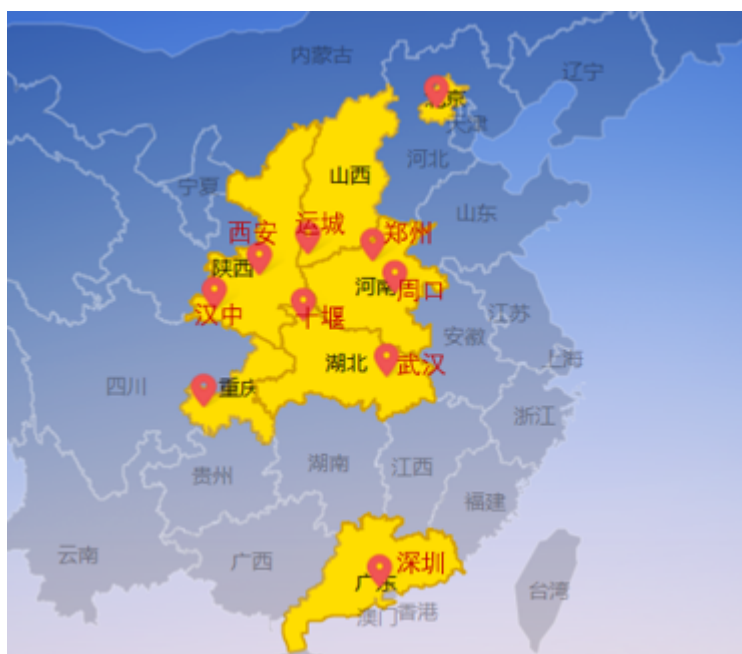 内蒙古
辽宁
北京
天津
河北
山西
宁夏
山东
运城
西安
郑州
陕西
河南
周口
汉中
十堰
江苏
安徽
上海
湖北
武汉
四川
重庆
浙江
湖南
江西
贵州
福建
云南
广西
深圳
广东
台湾
澳门
香港